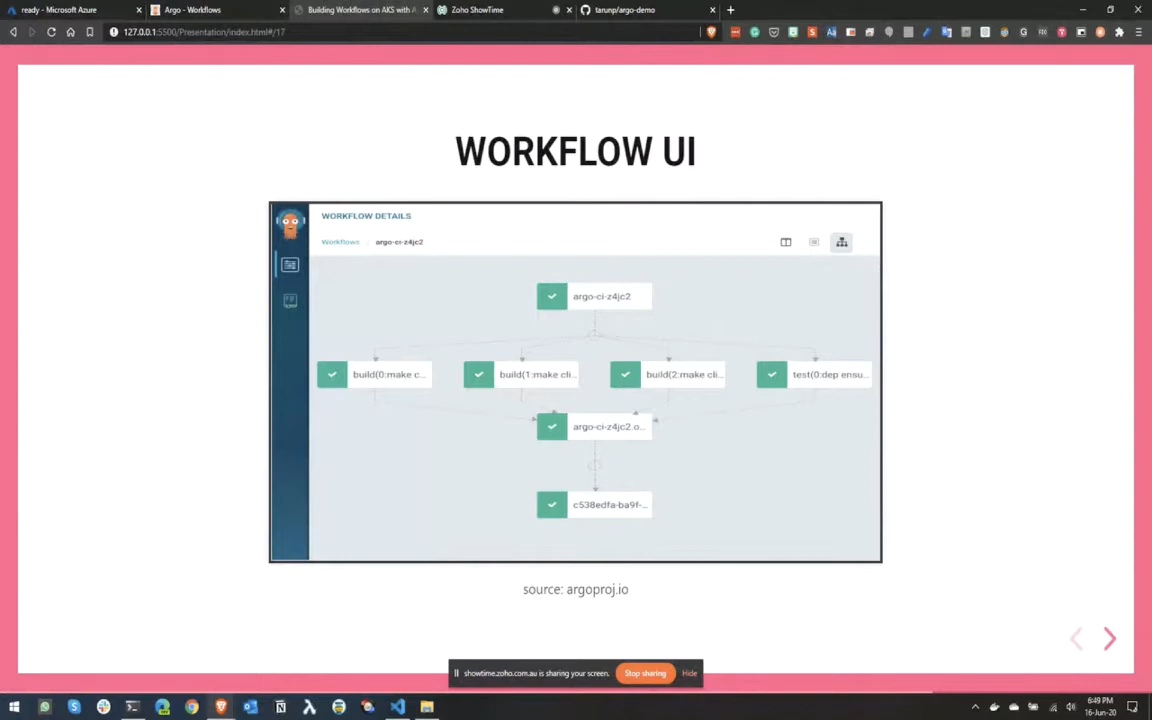 ready - Microsoft Azure
Argo - Workflows
Building Workflows on AKS with A
Zoho ShowTime
tarunp/argo-demo
127.0.0.1:5500/Presentation/index.html#/17
WORKFLOW UI
WORKFLOW DETAILS
Workflows / argo-ci-z4jc2
argo-ci-z4jc2
build(0:make c...
build(1:make cli...
build(2:make cli...
test(0:dep ensu...
argo-ci-z4jc2.o...
c538edfa-ba9f-...
source: argoproj.io
showtime.zoho.com.au is sharing your screen.
Stop sharing
Hide
6:49 PM
16-Jun-20